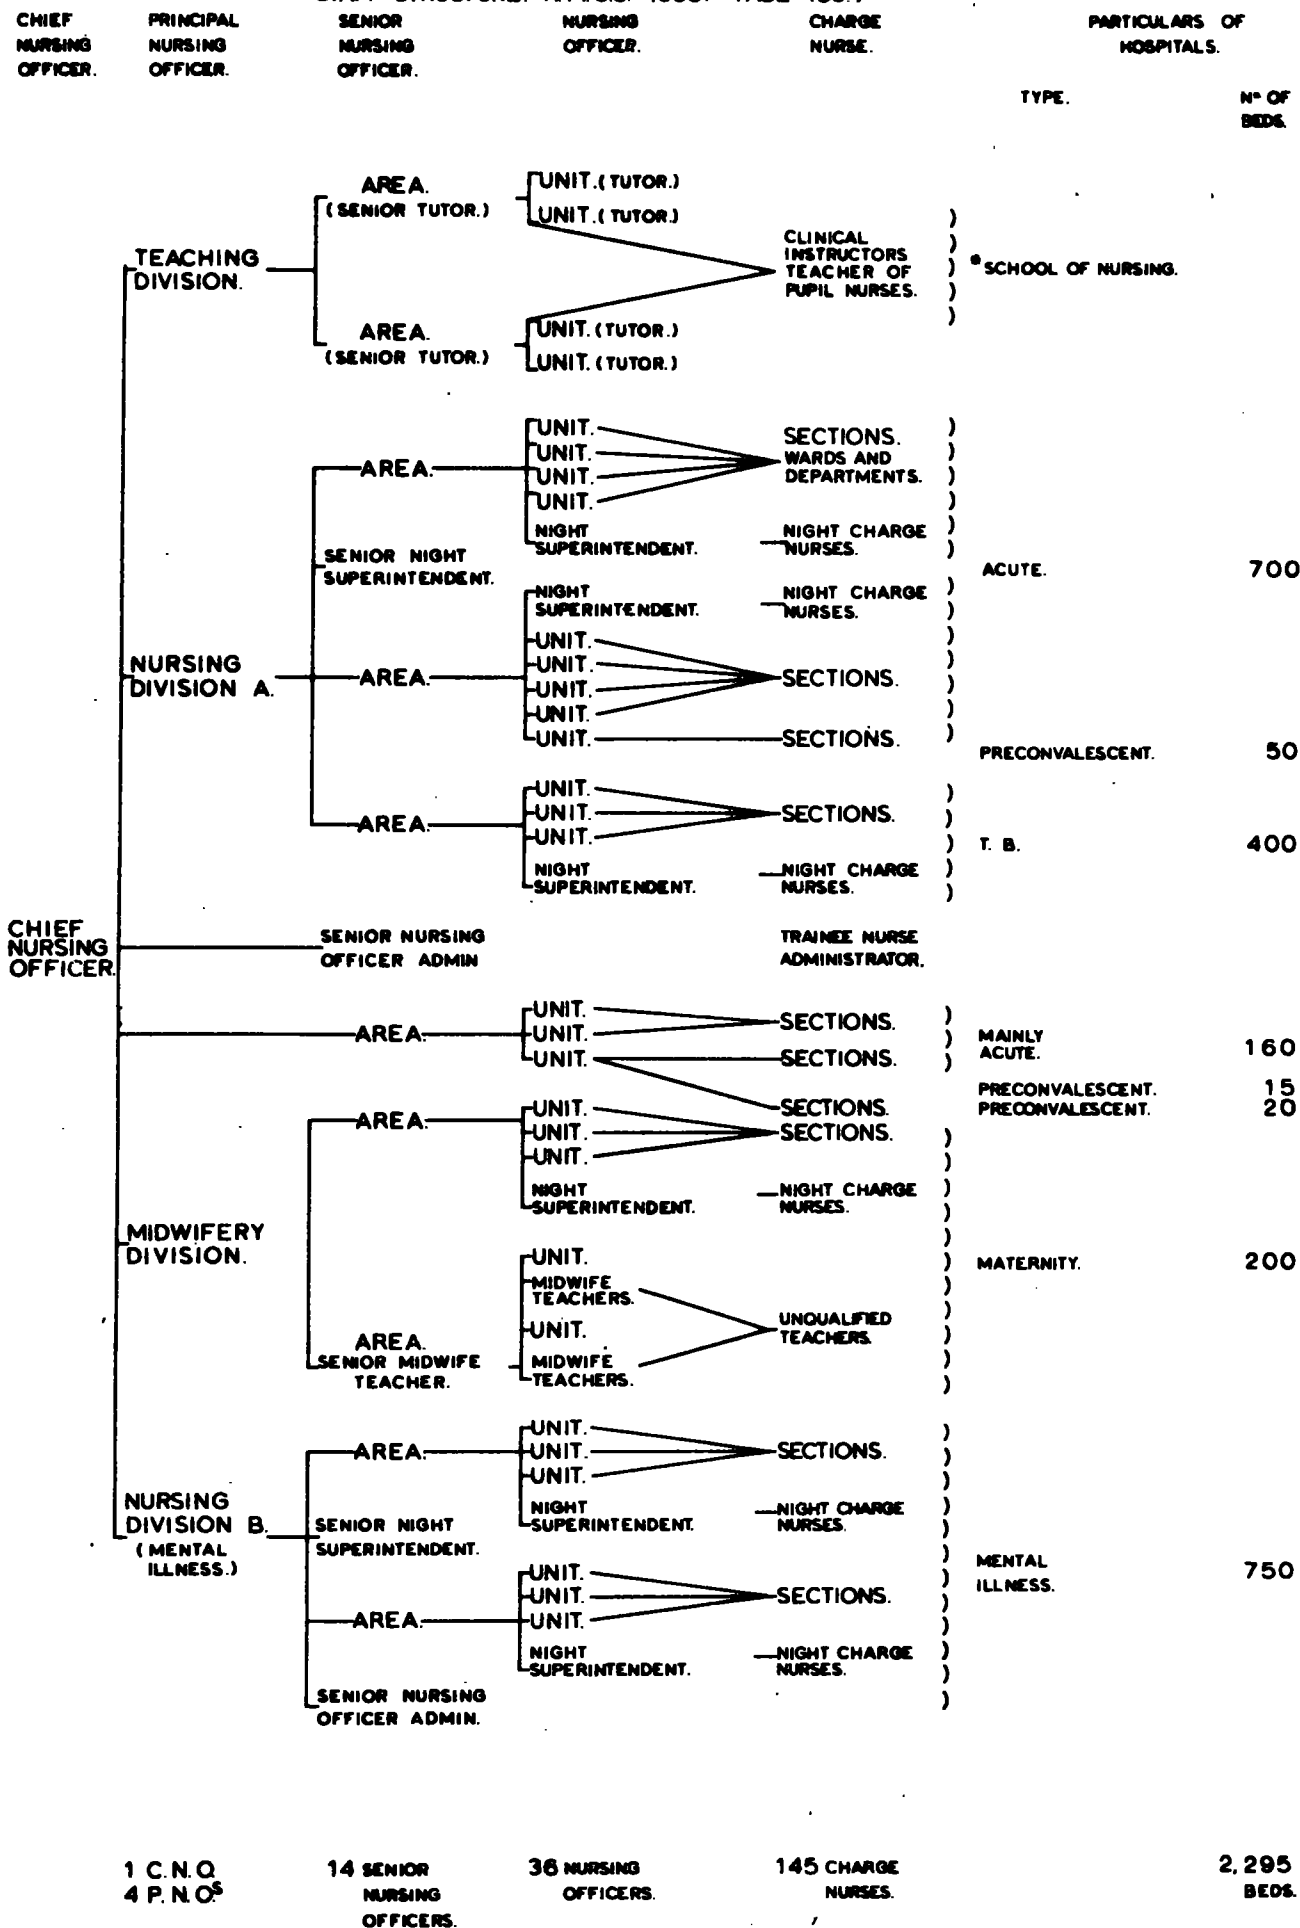 CHIEF PRINCIPAL SENIOR NURSING CHARGE PARTICULARS OF
NURSING NURSING NURSING OFFICER. NURSE. HOSPITALS.
OFFICER. OFFICER. OFFICER.
TYPE. Nº OF
BEDS.
AREA. UNIT. (TUTOR.)
(SENIOR TUTOR.) UNIT. (TUTOR.)
TEACHING
DIVISION.
CLINICAL
INSTRUCTORS
TEACHER OF
PUPIL NURSES.
SCHOOL OF NURSING.
AREA. UNIT. (TUTOR.)
(SENIOR TUTOR.) UNIT. (TUTOR.)
UNIT.
UNIT.
UNIT.
UNIT.
AREA.
SECTIONS.
WARDS AND
DEPARTMENTS.
NIGHT NIGHT CHARGE
SUPERINTENDENT. NURSES.
SENIOR NIGHT
SUPERINTENDENT.
ACUTE. 700
NIGHT NIGHT CHARGE
SUPERINTENDENT. NURSES.
NURSING
DIVISION A.
AREA.
UNIT.
UNIT.
UNIT.
UNIT.
SECTIONS.
UNIT. SECTIONS.
PRECONVALESCENT. 50
UNIT.
UNIT. SECTIONS.
UNIT.
AREA.
T. B. 400
NIGHT NIGHT CHARGE
SUPERINTENDENT. NURSES.
CHIEF
NURSING
OFFICER.
SENIOR NURSING TRAINEE NURSE
OFFICER ADMIN ADMINISTRATOR.
UNIT.
AREA. UNIT. SECTIONS.
UNIT. SECTIONS.
MAINLY
ACUTE. 160
PRECONVALESCENT. 15
SECTIONS. PRECONVALESCENT. 20
UNIT.
AREA. UNIT. SECTIONS.
UNIT.
NIGHT NIGHT CHARGE
SUPERINTENDENT. NURSES.
MIDWIFERY
DIVISION.
UNIT. MATERNITY. 200
MIDWIFE
TEACHERS.
UNIT. UNQUALIFIED
TEACHERS.
AREA.
SENIOR MIDWIFE
TEACHER.
MIDWIFE
TEACHERS.
UNIT.
AREA. UNIT. SECTIONS.
UNIT.
NURSING
DIVISION B.
(MENTAL
ILLNESS.)
NIGHT NIGHT CHARGE
SUPERINTENDENT. NURSES.
SENIOR NIGHT
SUPERINTENDENT.
MENTAL
ILLNESS. 750
UNIT.
UNIT. SECTIONS.
AREA. UNIT.
NIGHT NIGHT CHARGE
SUPERINTENDENT. NURSES.
SENIOR NURSING
OFFICER ADMIN.
1 C.N.O. 14 SENIOR 36 NURSING 145 CHARGE 2,295
4 P.N.O.S NURSING OFFICERS. NURSES. BEDS.
OFFICERS.